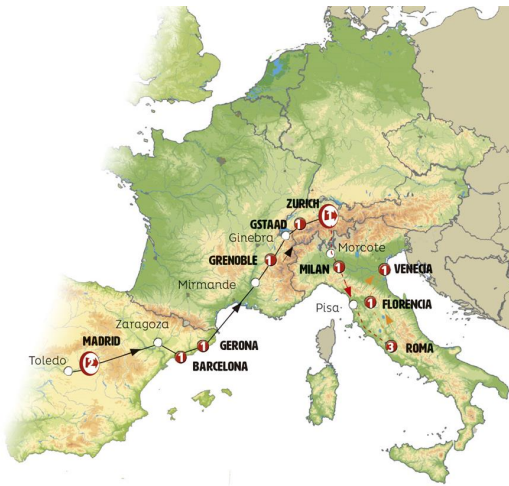 ZURICH
1
GSTAAD
1
Ginebra
Morcote
GRENOBLE
1
MILAN
1
1
VENECIA
Mirmande
1
FLORENCIA
Pisa
Zaragoza
MADRID
GERONA
1
3
ROMA
Toledo
2
1
BARCELONA